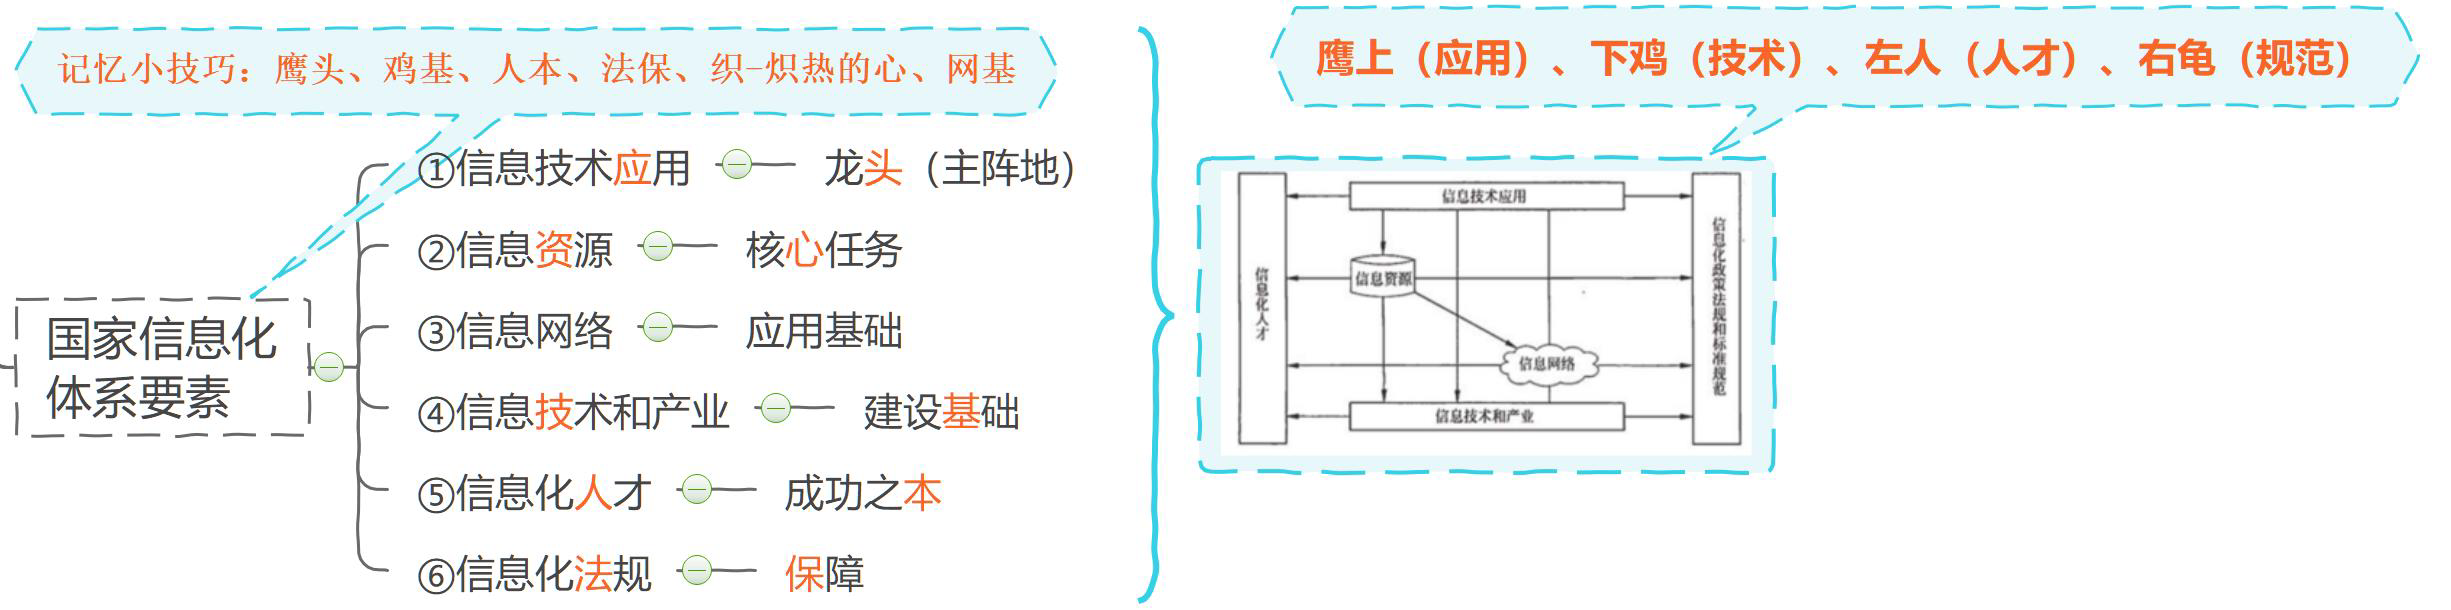 记忆小技巧：鹰头、鸡基、人本、法保、织-炽热的心、网基
鹰上（应用）、下鸡（技术）、左人（人才）、右龟（规范）
国家信息化
体系要素
①信息技术应用 龙头（主阵地）
②信息资源 核心任务
③信息网络 应用基础
④信息技术和产业 建设基础
⑤信息化人才 成功之本
⑥信息化法规 保障
信息技术应用
信息资源
信息网络
信息技术和产业
信息化人才
信息化政策法规和标准规范